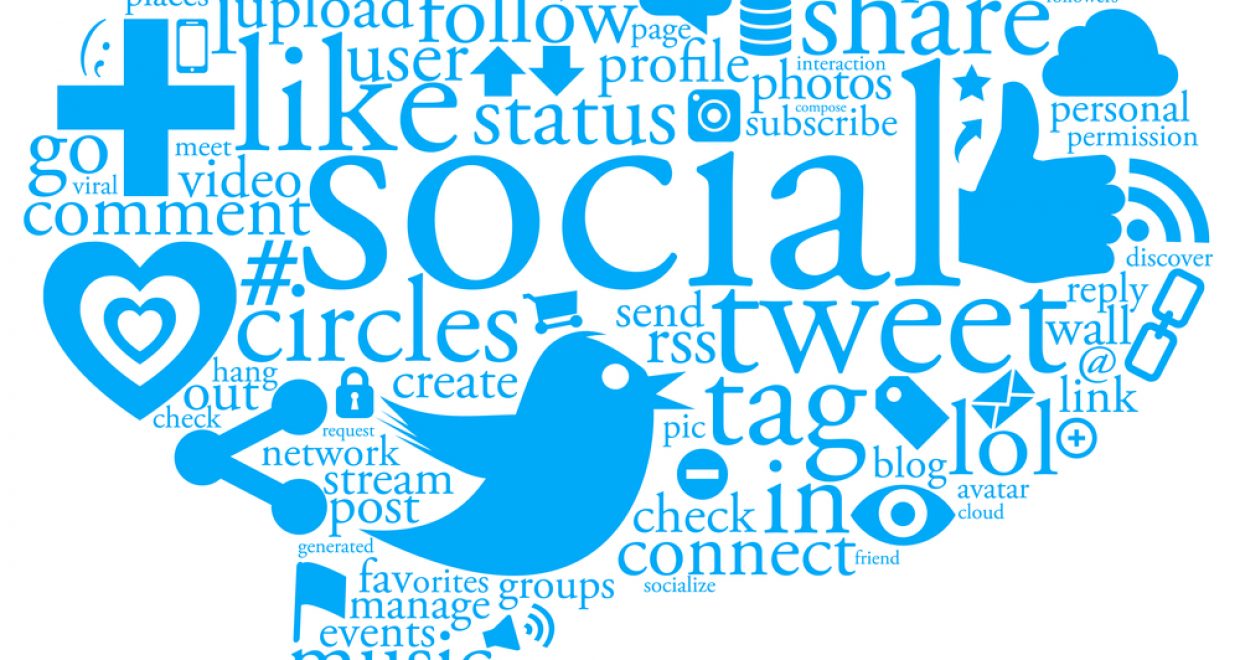 places
upload
follow
page
share
followers
user
profile
interaction
photos
like
status
compose
subscribe
personal
permission
go
meet
viral
video
comment
social
discover
#
circles
send
rss
tweet
reply
wall
@
link
hang
out
check
create
request
network
stream
post
generated
pic
tag
lol
blog
avatar
cloud
check in
connect
friend
socialize
favorites
groups
manage
events
music